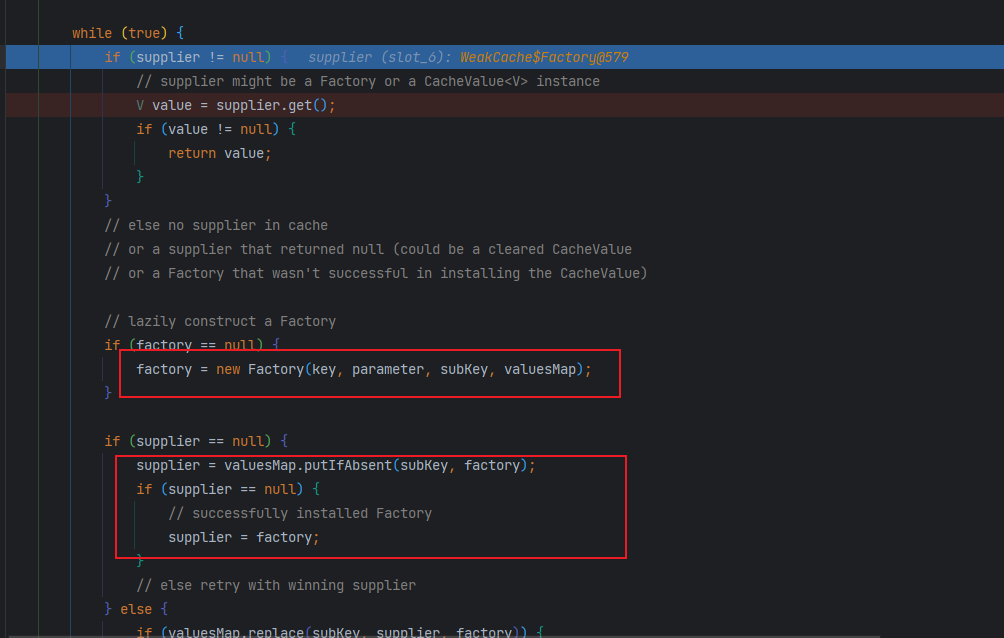 while (true) {
if (supplier != null) {   supplier (slot_6): WeakCache$Factory@579
// supplier might be a Factory or a CacheValue<V> instance
V value = supplier.get();
if (value != null) {
return value;
}
}
// else no supplier in cache
// or a supplier that returned null (could be a cleared CacheValue
// or a Factory that wasn't successful in installing the CacheValue)
// lazily construct a Factory
if (factory == null) {
factory = new Factory(key, parameter, subKey, valuesMap);
}
if (supplier == null) {
supplier = valuesMap.putIfAbsent(subKey, factory);
if (supplier == null) {
// successfully installed Factory
supplier = factory;
}
// else retry with winning supplier
} else {
if (valuesMap.replace(subKey, supplier, factory)) {